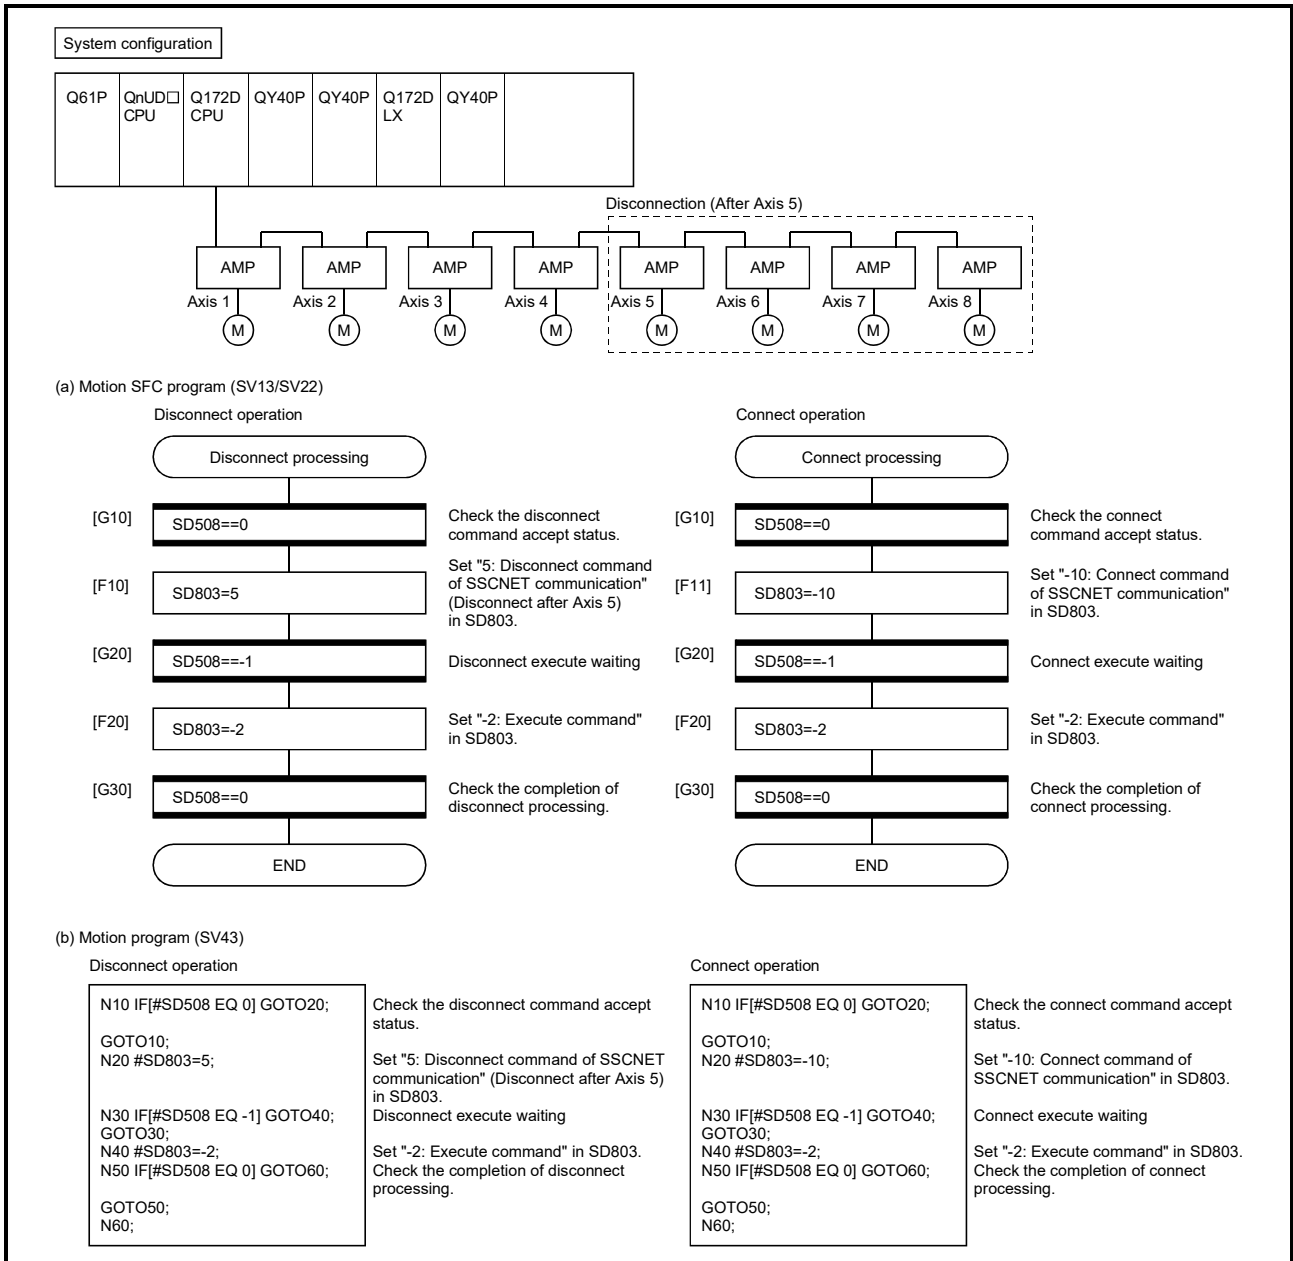 System configuration
Q61P QnUD□ CPU Q172D CPU QY40P QY40P Q172D LX QY40P
Disconnection (After Axis 5)
AMP AMP AMP AMP AMP AMP AMP AMP
Axis 1 Axis 2 Axis 3 Axis 4 Axis 5 Axis 6 Axis 7 Axis 8
M M M M M M M M
(a) Motion SFC program (SV13/SV22)
Disconnect operation
Disconnect processing
[G10] SD508==0
Check the disconnect
command accept status.
[F10] SD803=5
Set "5: Disconnect command
of SSCNET communication"
(Disconnect after Axis 5)
in SD803.
[G20] SD508==-1
Disconnect execute waiting
[F20] SD803=-2
Set "-2: Execute command"
in SD803.
[G30] SD508==0
Check the completion of
disconnect processing.
END
Connect operation
Connect processing
[G10] SD508==0
Check the connect
command accept status.
[F11] SD803=-10
Set "-10: Connect command
of SSCNET communication"
in SD803.
[G20] SD508==-1
Connect execute waiting
[F20] SD803=-2
Set "-2: Execute command"
in SD803.
[G30] SD508==0
Check the completion of
connect processing.
END
(b) Motion program (SV43)
Disconnect operation
N10 IF[#SD508 EQ 0] GOTO20;
Check the disconnect command accept
status.
GOTO10;
N20 #SD803=5;
Set "5: Disconnect command of SSCNET
communication" (Disconnect after Axis 5)
in SD803.
N30 IF[#SD508 EQ -1] GOTO40;
Disconnect execute waiting
GOTO30;
N40 #SD803=-2;
Set "-2: Execute command" in SD803.
N50 IF[#SD508 EQ 0] GOTO60;
Check the completion of disconnect
processing.
GOTO50;
N60;
Connect operation
N10 IF[#SD508 EQ 0] GOTO20;
Check the connect command accept
status.
GOTO10;
N20 #SD803=-10;
Set "-10: Connect command of
SSCNET communication" in SD803.
N30 IF[#SD508 EQ -1] GOTO40;
Connect execute waiting
GOTO30;
N40 #SD803=-2;
Set "-2: Execute command" in SD803.
N50 IF[#SD508 EQ 0] GOTO60;
Check the completion of connect
processing.
GOTO50;
N60;